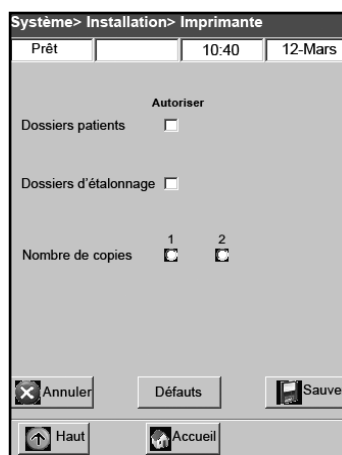 Système> Installation> Imprimante
Prêt 10:40 12-Mars
Autoriser
Dossiers patients
Dossiers d'étalonnage
1 2
Nombre de copies
Annuler Défauts Sauve
Haut Accueil